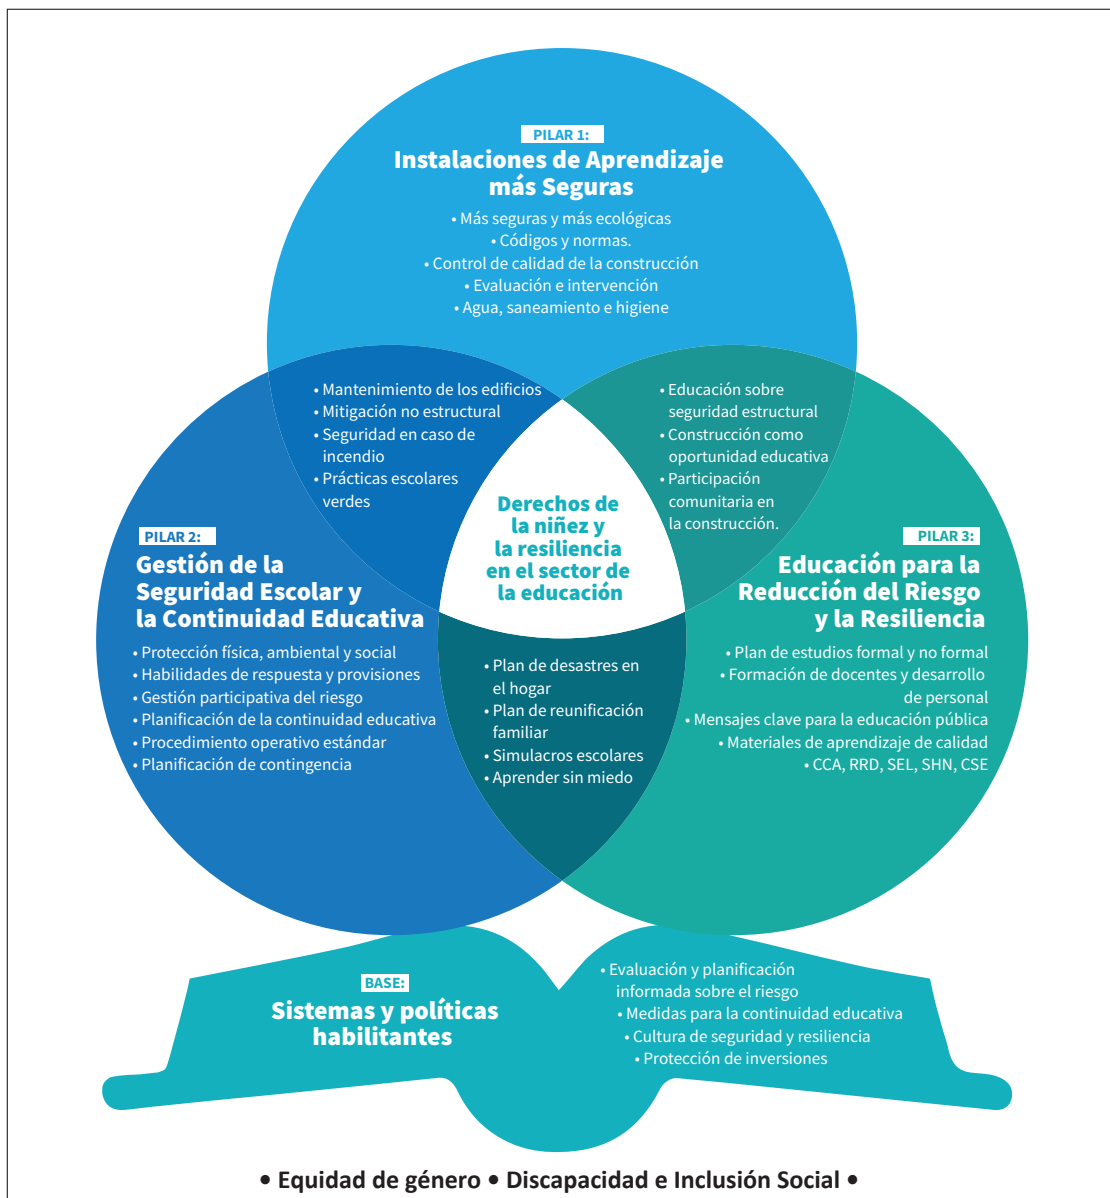 PILAR 1:
Instalaciones de Aprendizaje
más Seguras
• Más seguras y más ecológicas
• Códigos y normas.
• Control de calidad de la construcción
• Evaluación e intervención
• Agua, saneamiento e higiene
• Mantenimiento de los edificios
• Mitigación no estructural
• Seguridad en caso de
incendio
• Prácticas escolares
verdes
• Educación sobre
seguridad estructural
• Construcción como
oportunidad educativa
• Participación
comunitaria en
la construcción.
Derechos de
la niñez y
la resiliencia
en el sector de
la educación
PILAR 2:
Gestión de la
Seguridad Escolar y
la Continuidad Educativa
• Protección física, ambiental y social
• Habilidades de respuesta y provisiones
• Gestión participativa del riesgo
• Planificación de la continuidad educativa
• Procedimiento operativo estándar
• Planificación de contingencia
PILAR 3:
Educación para la
Reducción del Riesgo
y la Resiliencia
• Plan de estudios formal y no formal
• Formación de docentes y desarrollo
de personal
• Mensajes clave para la educación pública
• Materiales de aprendizaje de calidad
• CCA, RRD, SEL, SHN, CSE
• Plan de desastres en
el hogar
• Plan de reunificación
familiar
• Simulacros escolares
• Aprender sin miedo
BASE:
Sistemas y políticas
habilitantes
• Evaluación y planificación
informada sobre el riesgo
• Medidas para la continuidad educativa
• Cultura de seguridad y resiliencia
• Protección de inversiones
• Equidad de género • Discapacidad e Inclusión Social •